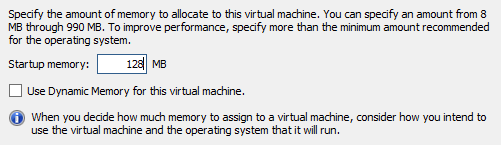 Specify the amount of memory to allocate to this virtual machine. You can specify an amount from 8
MB through 990 MB. To improve performance, specify more than the minimum amount recommended
for the operating system.
Startup memory: 128 MB
Use Dynamic Memory for this virtual machine.
When you decide how much memory to assign to a virtual machine, consider how you intend to
use the virtual machine and the operating system that it will run.